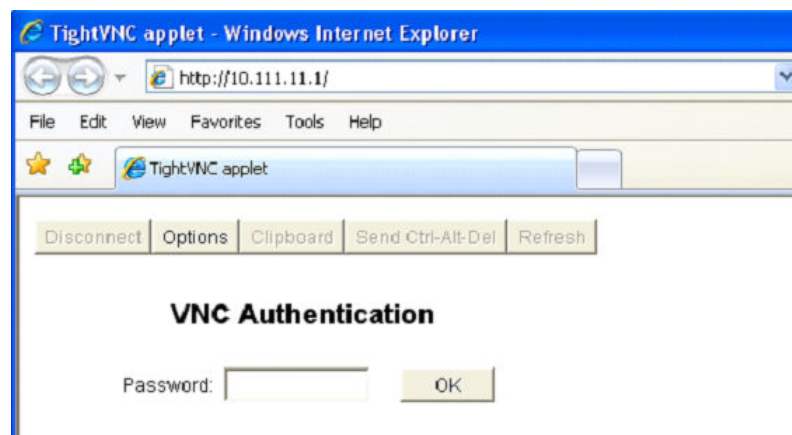 TightVNC applet - Windows Internet Explorer
http://10.111.11.1/
File Edit View Favorites Tools Help
TightVNC applet
Disconnect Options Clipboard Send Ctrl-Alt-Del Refresh
VNC Authentication
Password: OK